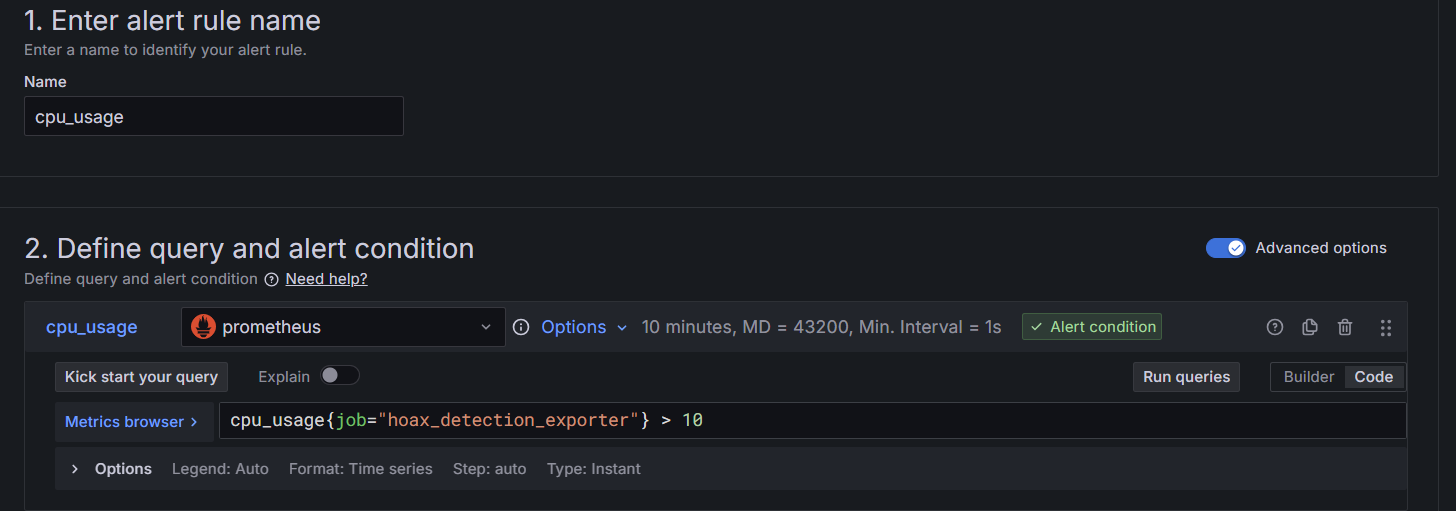 1. Enter alert rule name
Enter a name to identify your alert rule.
Name
cpu_usage
2. Define query and alert condition
Advanced options
Define query and alert condition Need help?
cpu_usage prometheus Options 10 minutes, MD = 43200, Min. Interval = 1s Alert condition
Kick start your query Explain Run queries Builder Code
Metrics browser > cpu_usage{job="hoax_detection_exporter"} > 10
> Options Legend: Auto Format: Time series Step: auto Type: Instant